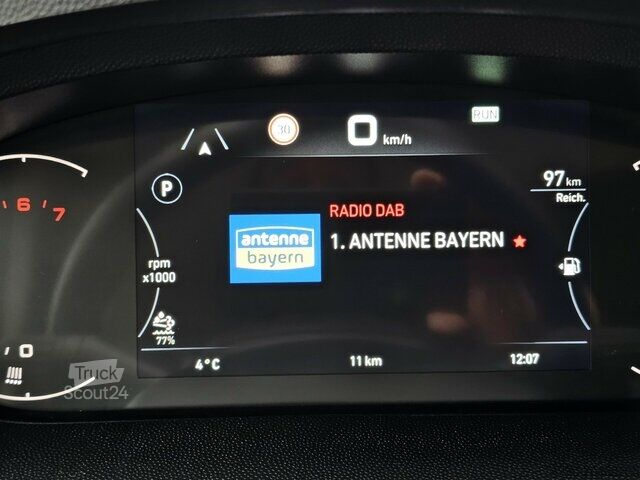 RUN
30
0 km/h
P
97 km
Reich.
6 7
RADIO DAB
antenne
bayern
1. ANTENNE BAYERN
rpm
x1000
77%
0
4°C
11 km
12:07
Truck
Scout24